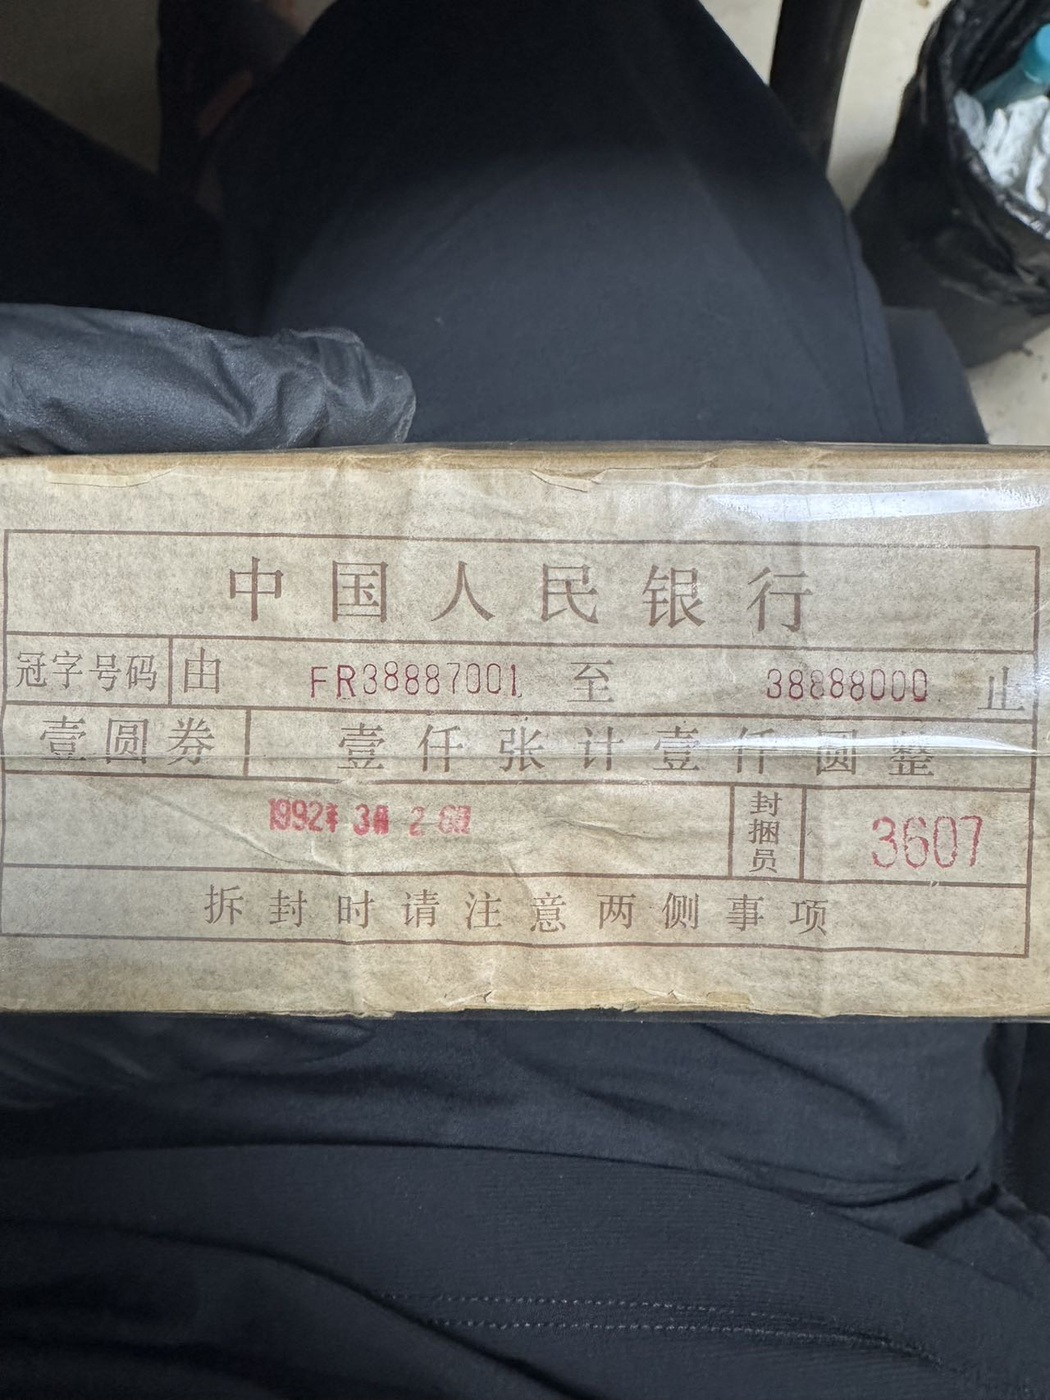 中国人民银行
冠字号码 由 FR38887001 至 38888000 止
壹圆券 壹仟张计壹仟圆整
1992年 3月 26日 封捆员 3607
拆封时请注意两侧事项